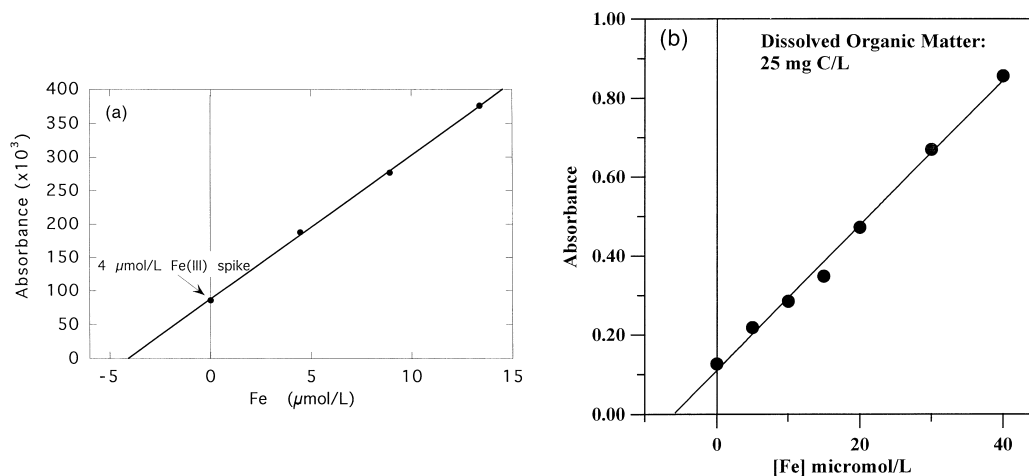 (a)
Absorbance (x10³)
400
350
300
250
200
150
100
50
0
4 μmol/L Fe(III) spike
-5
0
5
10
15
Fe (μmol/L)
(b)
Dissolved Organic Matter:
25 mg C/L
Absorbance
1.00
0.80
0.60
0.40
0.20
0.00
0
20
40
[Fe] micromol/L